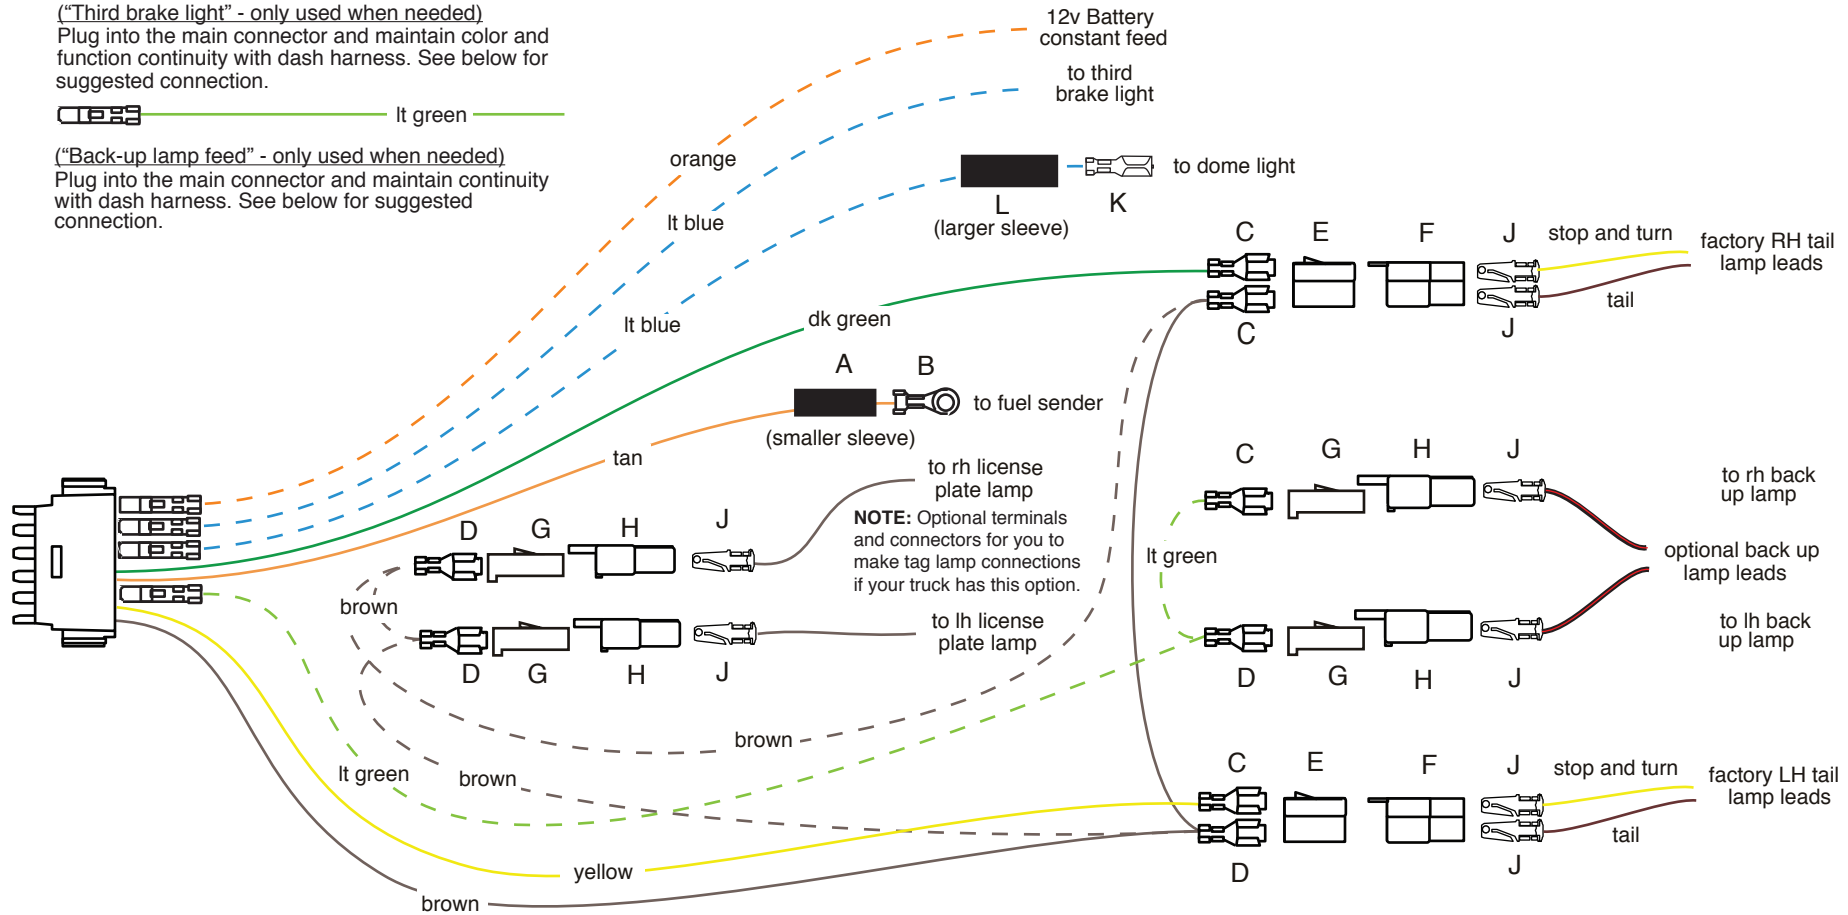 ("Third brake light" - only used when needed)
Plug into the main connector and maintain color and
function continuity with dash harness. See below for
suggested connection.
lt green
("Back-up lamp feed" - only used when needed)
Plug into the main connector and maintain continuity
with dash harness. See below for suggested
connection.
12v Battery
constant feed
to third
brake light
orange
lt blue
L
(larger sleeve)
K
to dome light
lt blue
dk green
C
E
F
J
stop and turn
factory RH tail
lamp leads
tail
C
J
A
B
to fuel sender
(smaller sleeve)
tan
to rh license
plate lamp
NOTE: Optional terminals
and connectors for you to
make tag lamp connections
if your truck has this option.
D
G
H
J
brown
to lh license
plate lamp
D
G
H
J
C
G
H
J
to rh back
up lamp
lt green
optional back up
lamp leads
to lh back
up lamp
D
G
H
J
brown
brown
lt green
C
E
F
J
stop and turn
factory LH tail
lamp leads
tail
D
J
yellow
brown